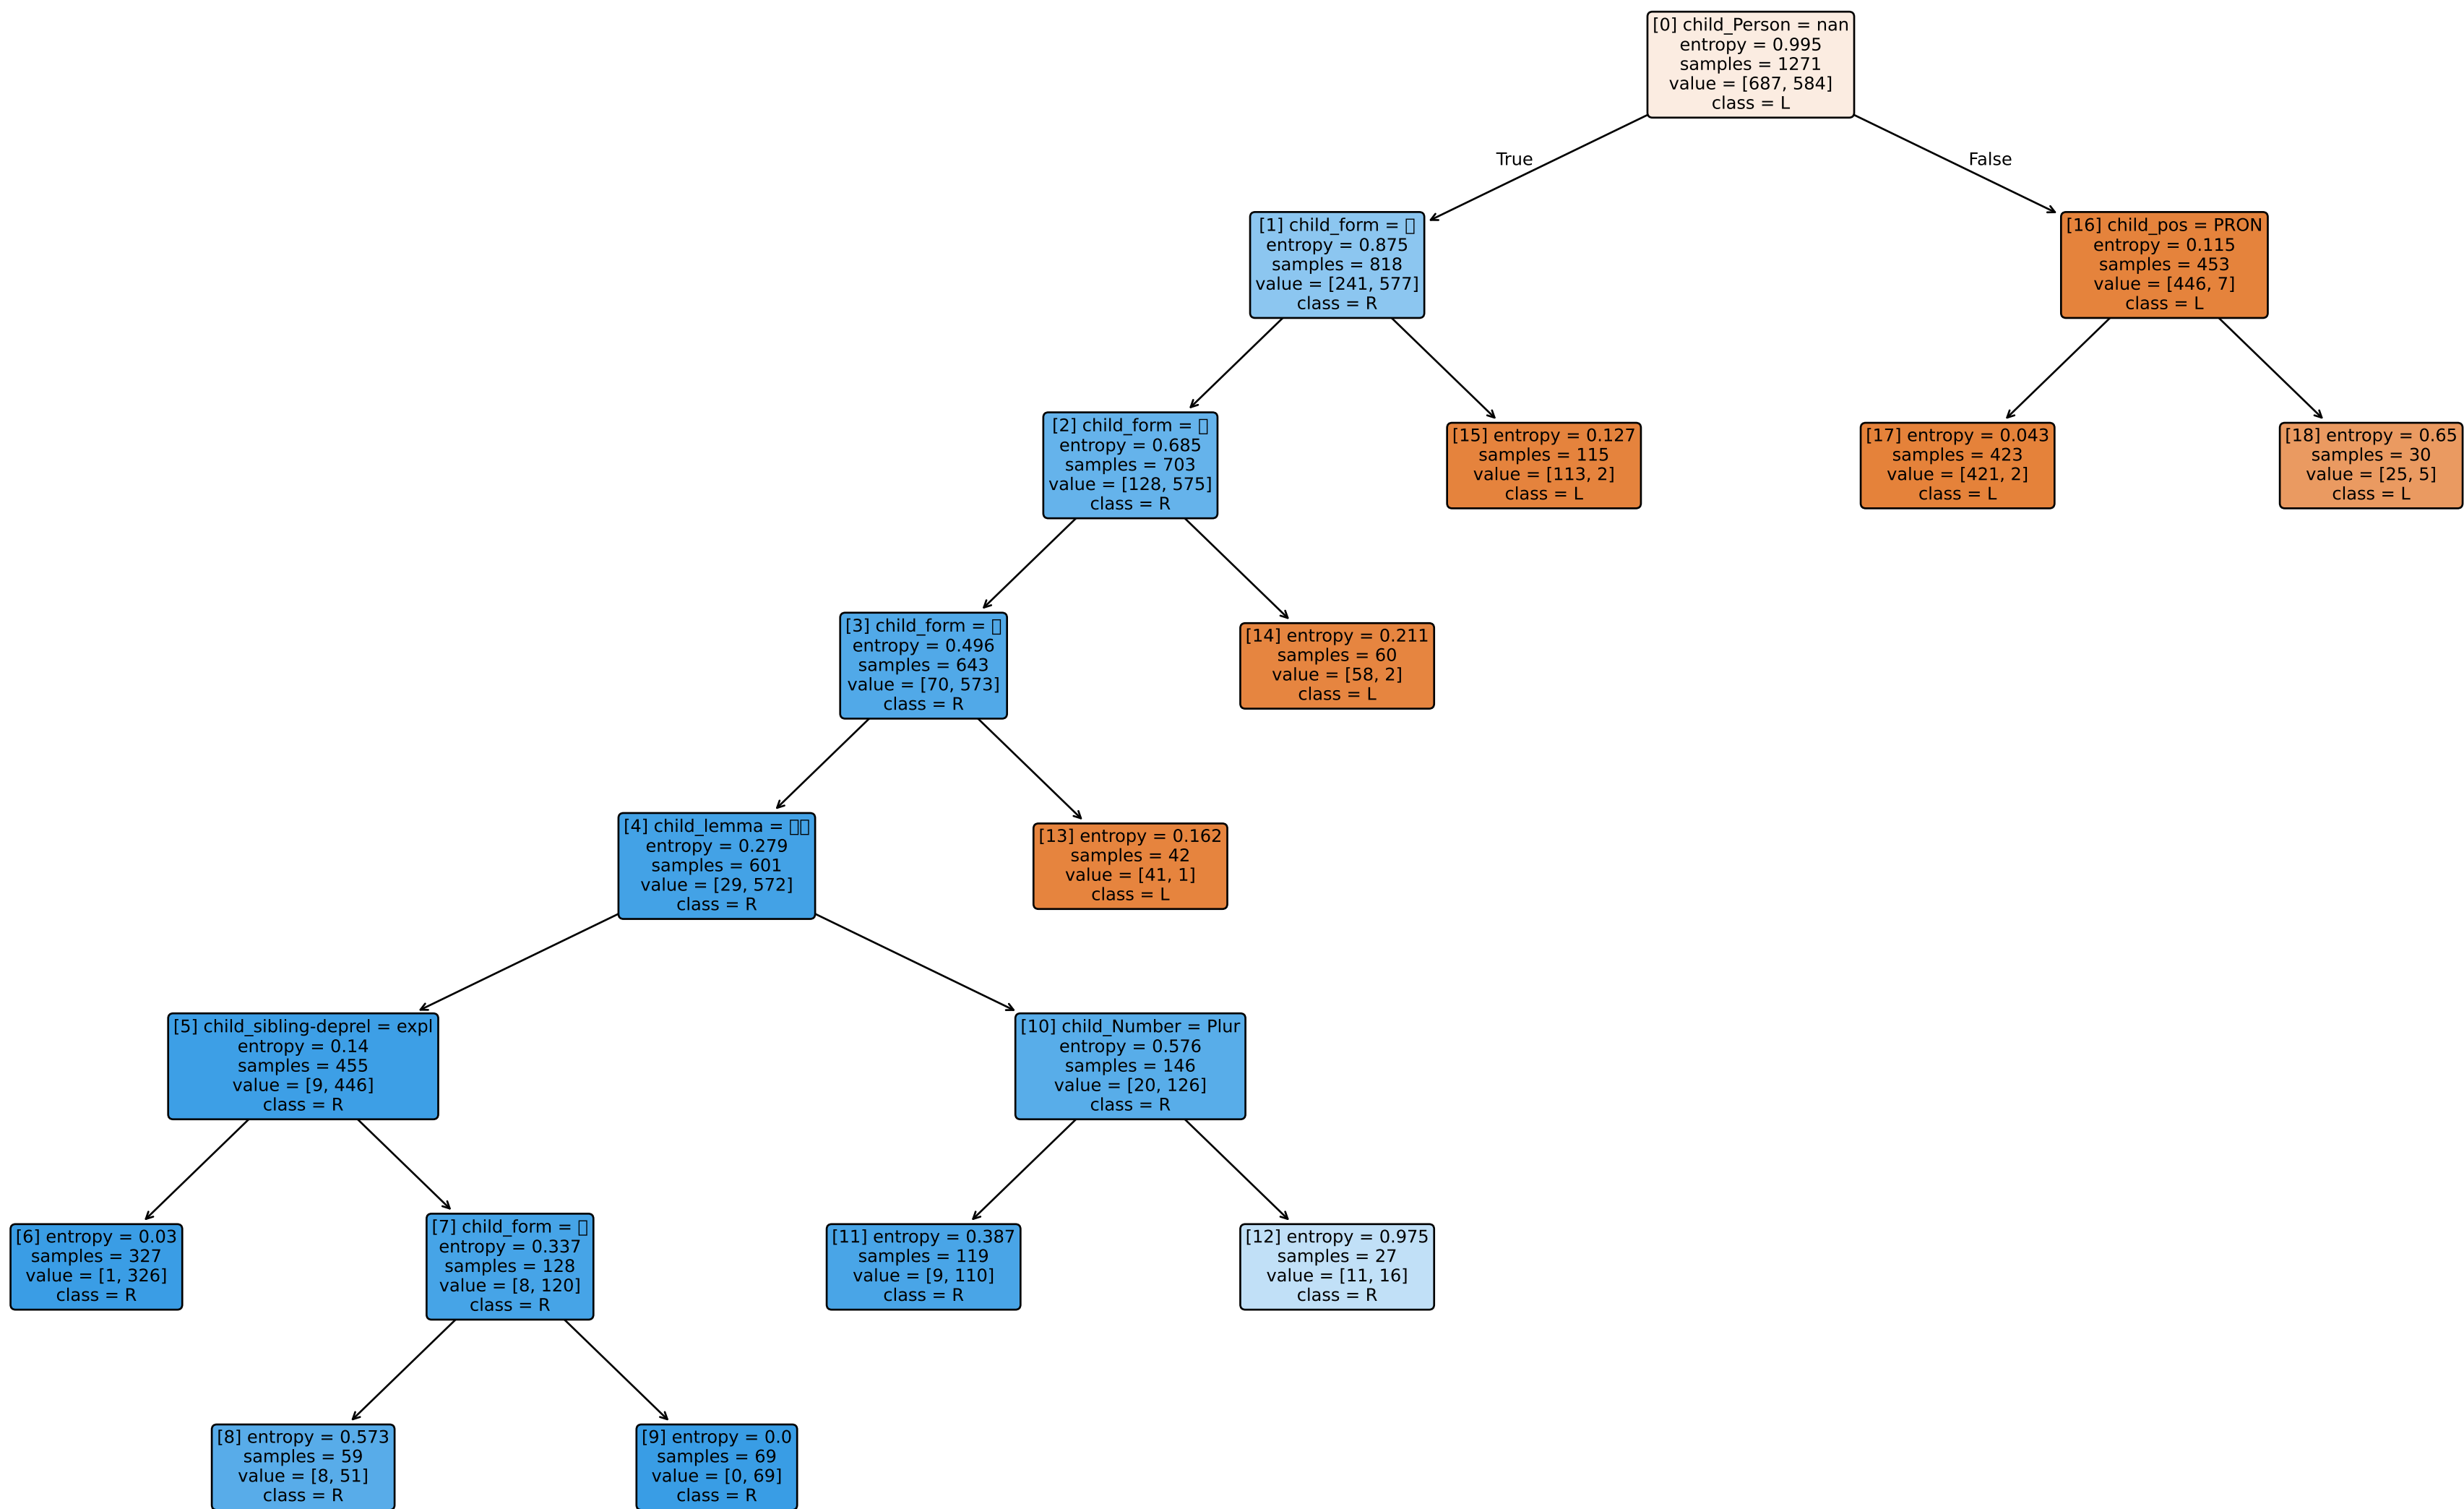 [0] child_Person = nan
entropy = 0.995
samples = 1271
value = [687, 584]
class = L
True
False
[1] child_form =
entropy = 0.875
samples = 818
value = [241, 577]
class = R
[16] child_pos = PRON
entropy = 0.115
samples = 453
value = [446, 7]
class = L
[2] child_form =
entropy = 0.685
samples = 703
value = [128, 575]
class = R
[15] entropy = 0.127
samples = 115
value = [113, 2]
class = L
[17] entropy = 0.043
samples = 423
value = [421, 2]
class = L
[18] entropy = 0.65
samples = 30
value = [25, 5]
class = L
[3] child_form =
entropy = 0.496
samples = 643
value = [70, 573]
class = R
[14] entropy = 0.211
samples = 60
value = [58, 2]
class = L
[4] child_lemma =
entropy = 0.279
samples = 601
value = [29, 572]
class = R
[13] entropy = 0.162
samples = 42
value = [41, 1]
class = L
[5] child_sibling-deprel = expl
entropy = 0.14
samples = 455
value = [9, 446]
class = R
[10] child_Number = Plur
entropy = 0.576
samples = 146
value = [20, 126]
class = R
[6] entropy = 0.03
samples = 327
value = [1, 326]
class = R
[7] child_form =
entropy = 0.337
samples = 128
value = [8, 120]
class = R
[11] entropy = 0.387
samples = 119
value = [9, 110]
class = R
[12] entropy = 0.975
samples = 27
value = [11, 16]
class = R
[8] entropy = 0.573
samples = 59
value = [8, 51]
class = R
[9] entropy = 0.0
samples = 69
value = [0, 69]
class = R